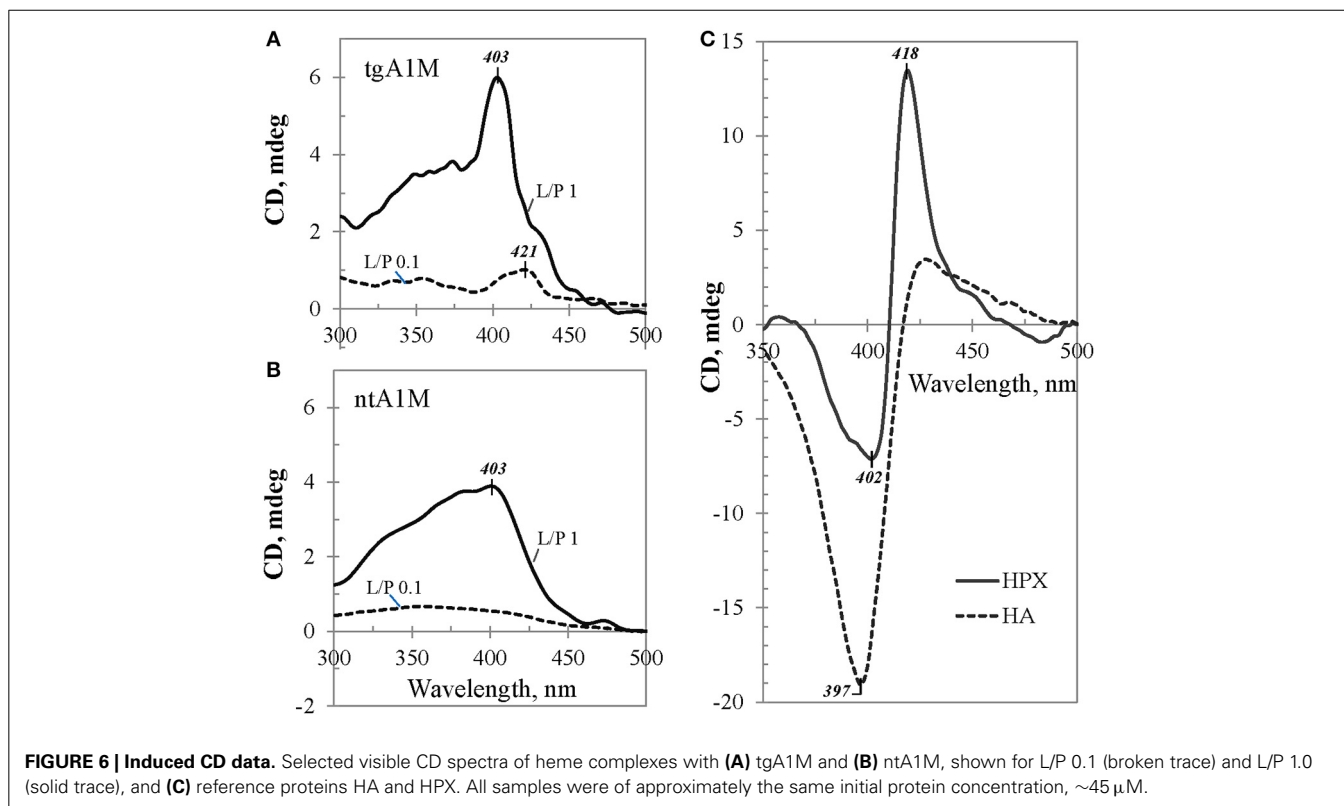 A
tgA1M
403
L/P 1
421
L/P 0.1
CD, mdeg
6
4
2
0
300
350
400
450
500
B
ntA1M
403
L/P 1
L/P 0.1
CD, mdeg
6
4
2
0
-2
300
350
400
450
500
Wavelength, nm
C
418
402
397
CD, mdeg
15
10
5
0
-5
-10
-15
-20
350
400
450
500
Wavelength, nm
HPX
HA
FIGURE 6 | Induced CD data. Selected visible CD spectra of heme complexes with (A) tgA1M and (B) ntA1M, shown for L/P 0.1 (broken trace) and L/P 1.0
(solid trace), and (C) reference proteins HA and HPX. All samples were of approximately the same initial protein concentration, ~45 μM.